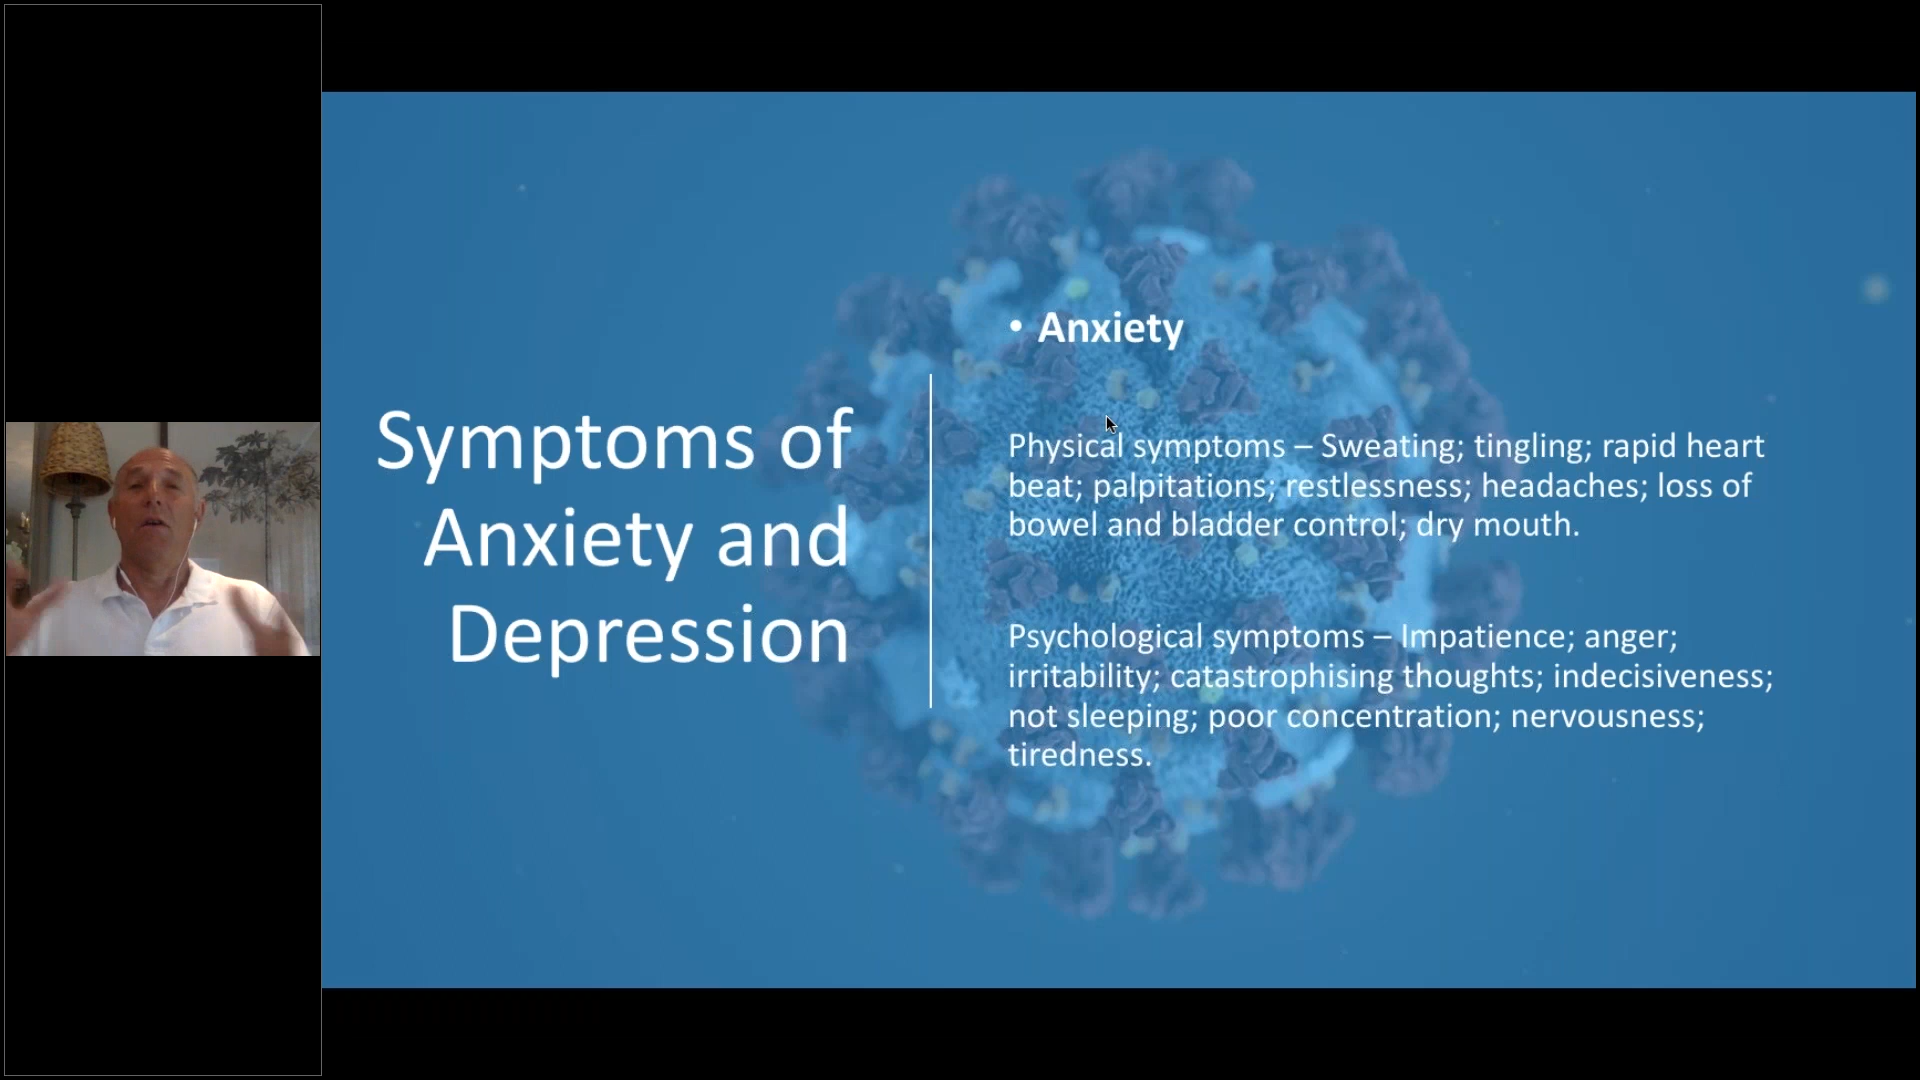 Symptoms of
Anxiety and
Depression
• Anxiety
Physical symptoms – Sweating; tingling; rapid heart
beat; palpitations; restlessness; headaches; loss of
bowel and bladder control; dry mouth.
Psychological symptoms – Impatience; anger;
irritability; catastrophising thoughts; indecisiveness;
not sleeping; poor concentration; nervousness;
tiredness.